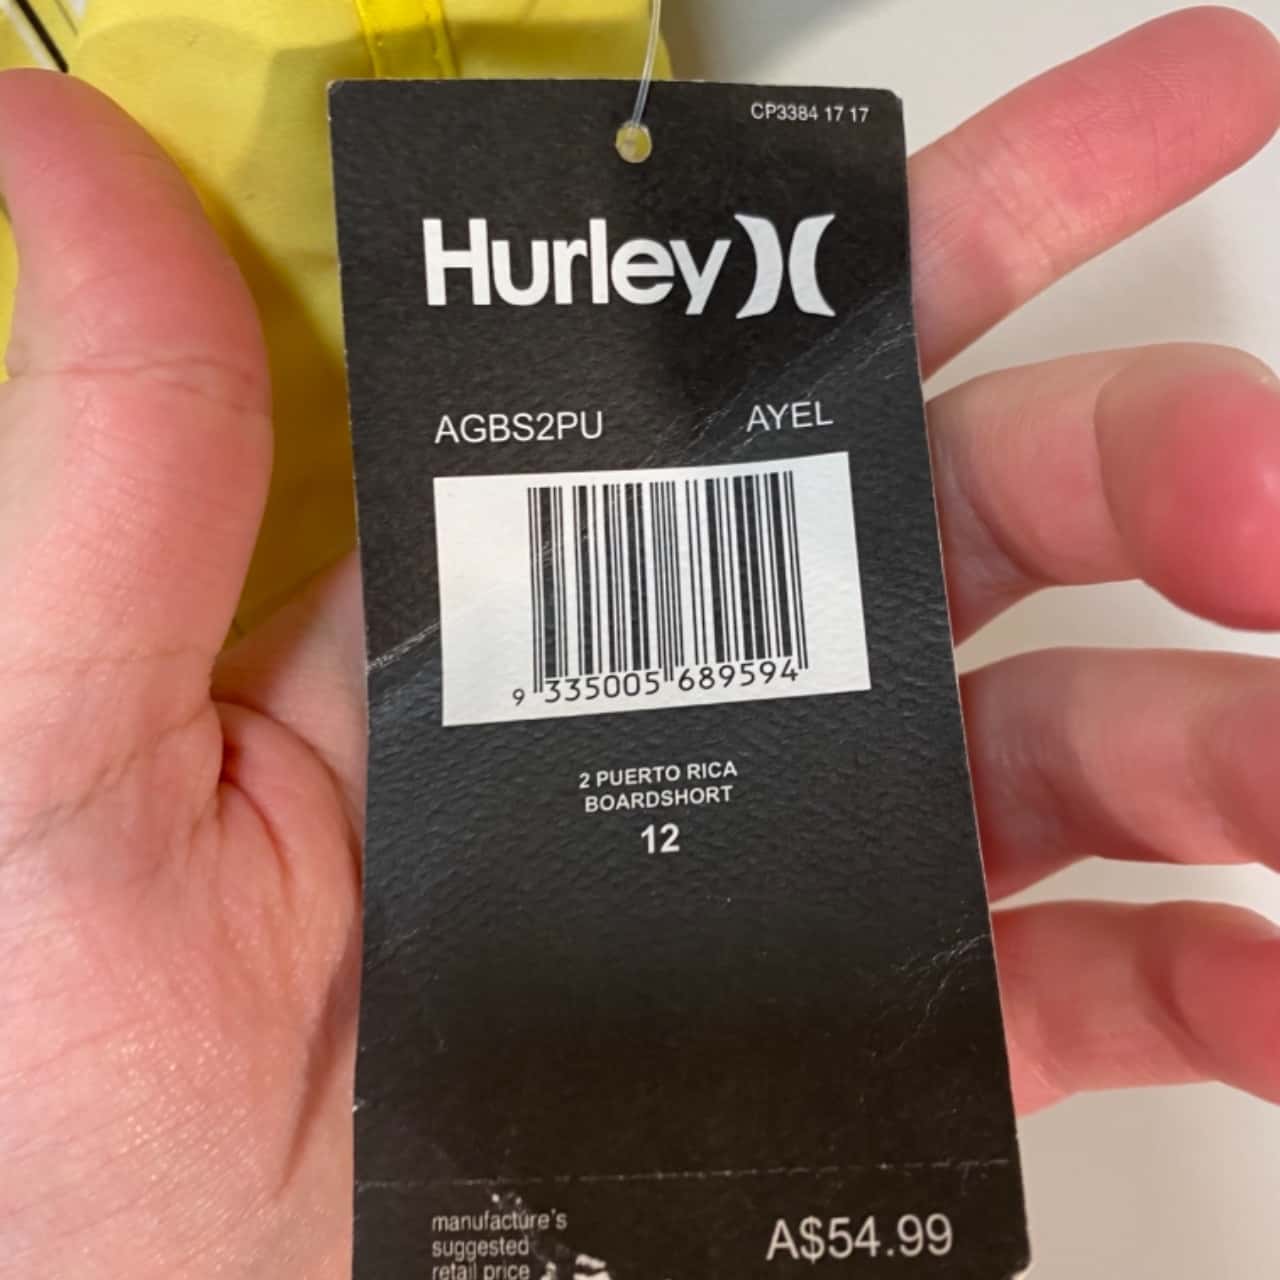 CP3384 17 17
Hurley
AGBS2PU AYEL
9 335005 689594
2 PUERTO RICA
BOARDSHORT
12
manufacture's
suggested
retail price
A$54.99